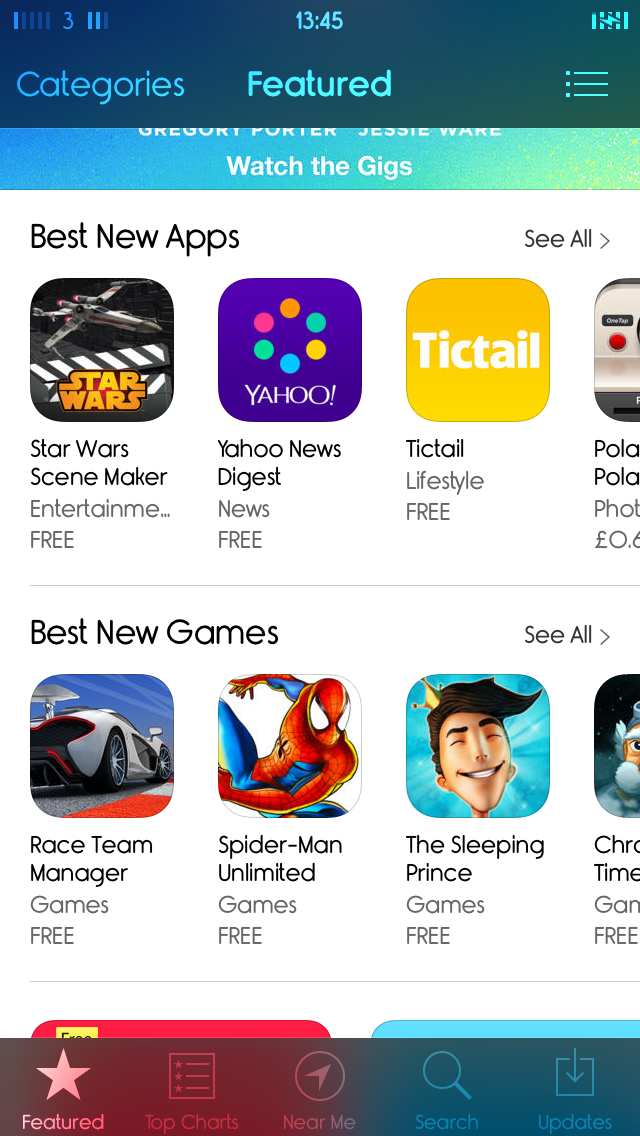 3 13:45
Categories Featured
GREGORY PORTER JESSIE WARE
Watch the Gigs
Best New Apps See All
STAR WARS
YAHOO!
Tictail
OneTap
Star Wars Scene Maker
Entertainme...
FREE
Yahoo News Digest
News
FREE
Tictail
Lifestyle
FREE
Pola
Pola
Phot
£0.6
Best New Games See All
Race Team Manager
Games
FREE
Spider-Man Unlimited
Games
FREE
The Sleeping Prince
Games
FREE
Chro
Time
Gam
FREE
Free
Featured Top Charts Near Me Search Updates